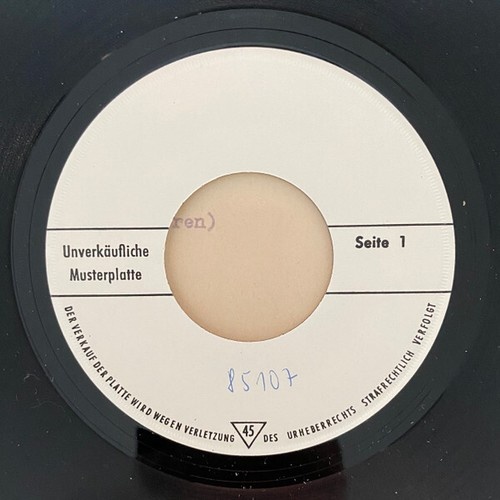 ren)
Unverkäufliche
Musterplatte
Seite 1
85107
DER VERKAUF DER PLATTE WIRD WEGEN VERLETZUNG 45 DES URHEBERRECHTS STRAFRECHTLICH VERFOLGT